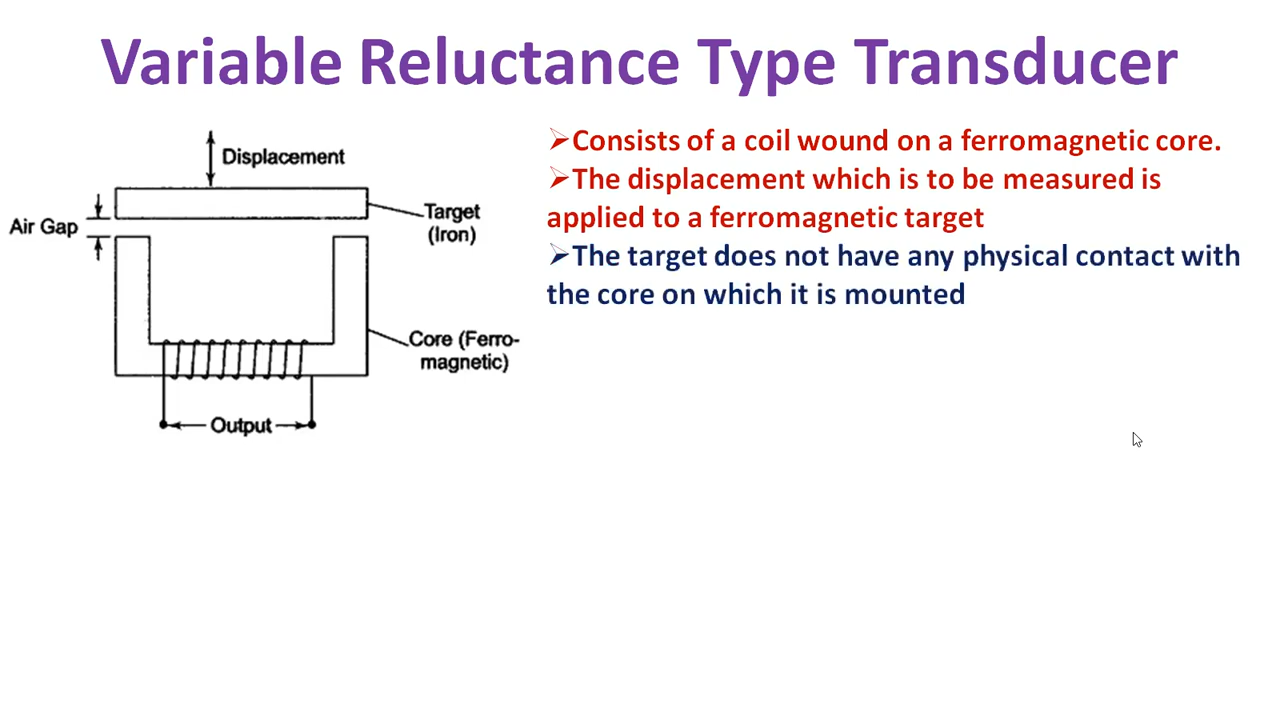 Variable Reluctance Type Transducer
Displacement
Air Gap
Target
(Iron)
Core (Ferro-
magnetic)
Output
➢Consists of a coil wound on a ferromagnetic core.
➢The displacement which is to be measured is
applied to a ferromagnetic target
➢The target does not have any physical contact with
the core on which it is mounted